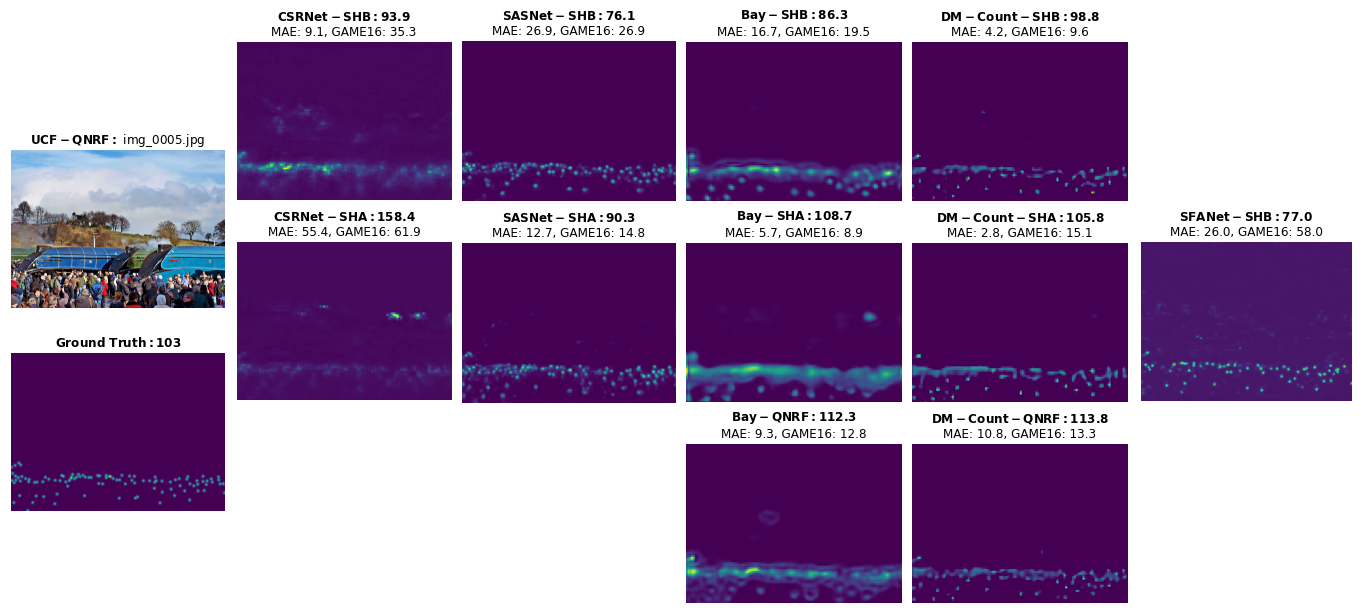 UCF−QNRF: img_0005.jpg
Ground Truth: 103
CSRNet−SHB: 93.9
MAE: 9.1, GAME16: 35.3
SASNet−SHB: 76.1
MAE: 26.9, GAME16: 26.9
Bay−SHB: 86.3
MAE: 16.7, GAME16: 19.5
DM−Count−SHB: 98.8
MAE: 4.2, GAME16: 9.6
CSRNet−SHA: 158.4
MAE: 55.4, GAME16: 61.9
SASNet−SHA: 90.3
MAE: 12.7, GAME16: 14.8
Bay−SHA: 108.7
MAE: 5.7, GAME16: 8.9
DM−Count−SHA: 105.8
MAE: 2.8, GAME16: 15.1
SFANet−SHB: 77.0
MAE: 26.0, GAME16: 58.0
Bay−QNRF: 112.3
MAE: 9.3, GAME16: 12.8
DM−Count−QNRF: 113.8
MAE: 10.8, GAME16: 13.3